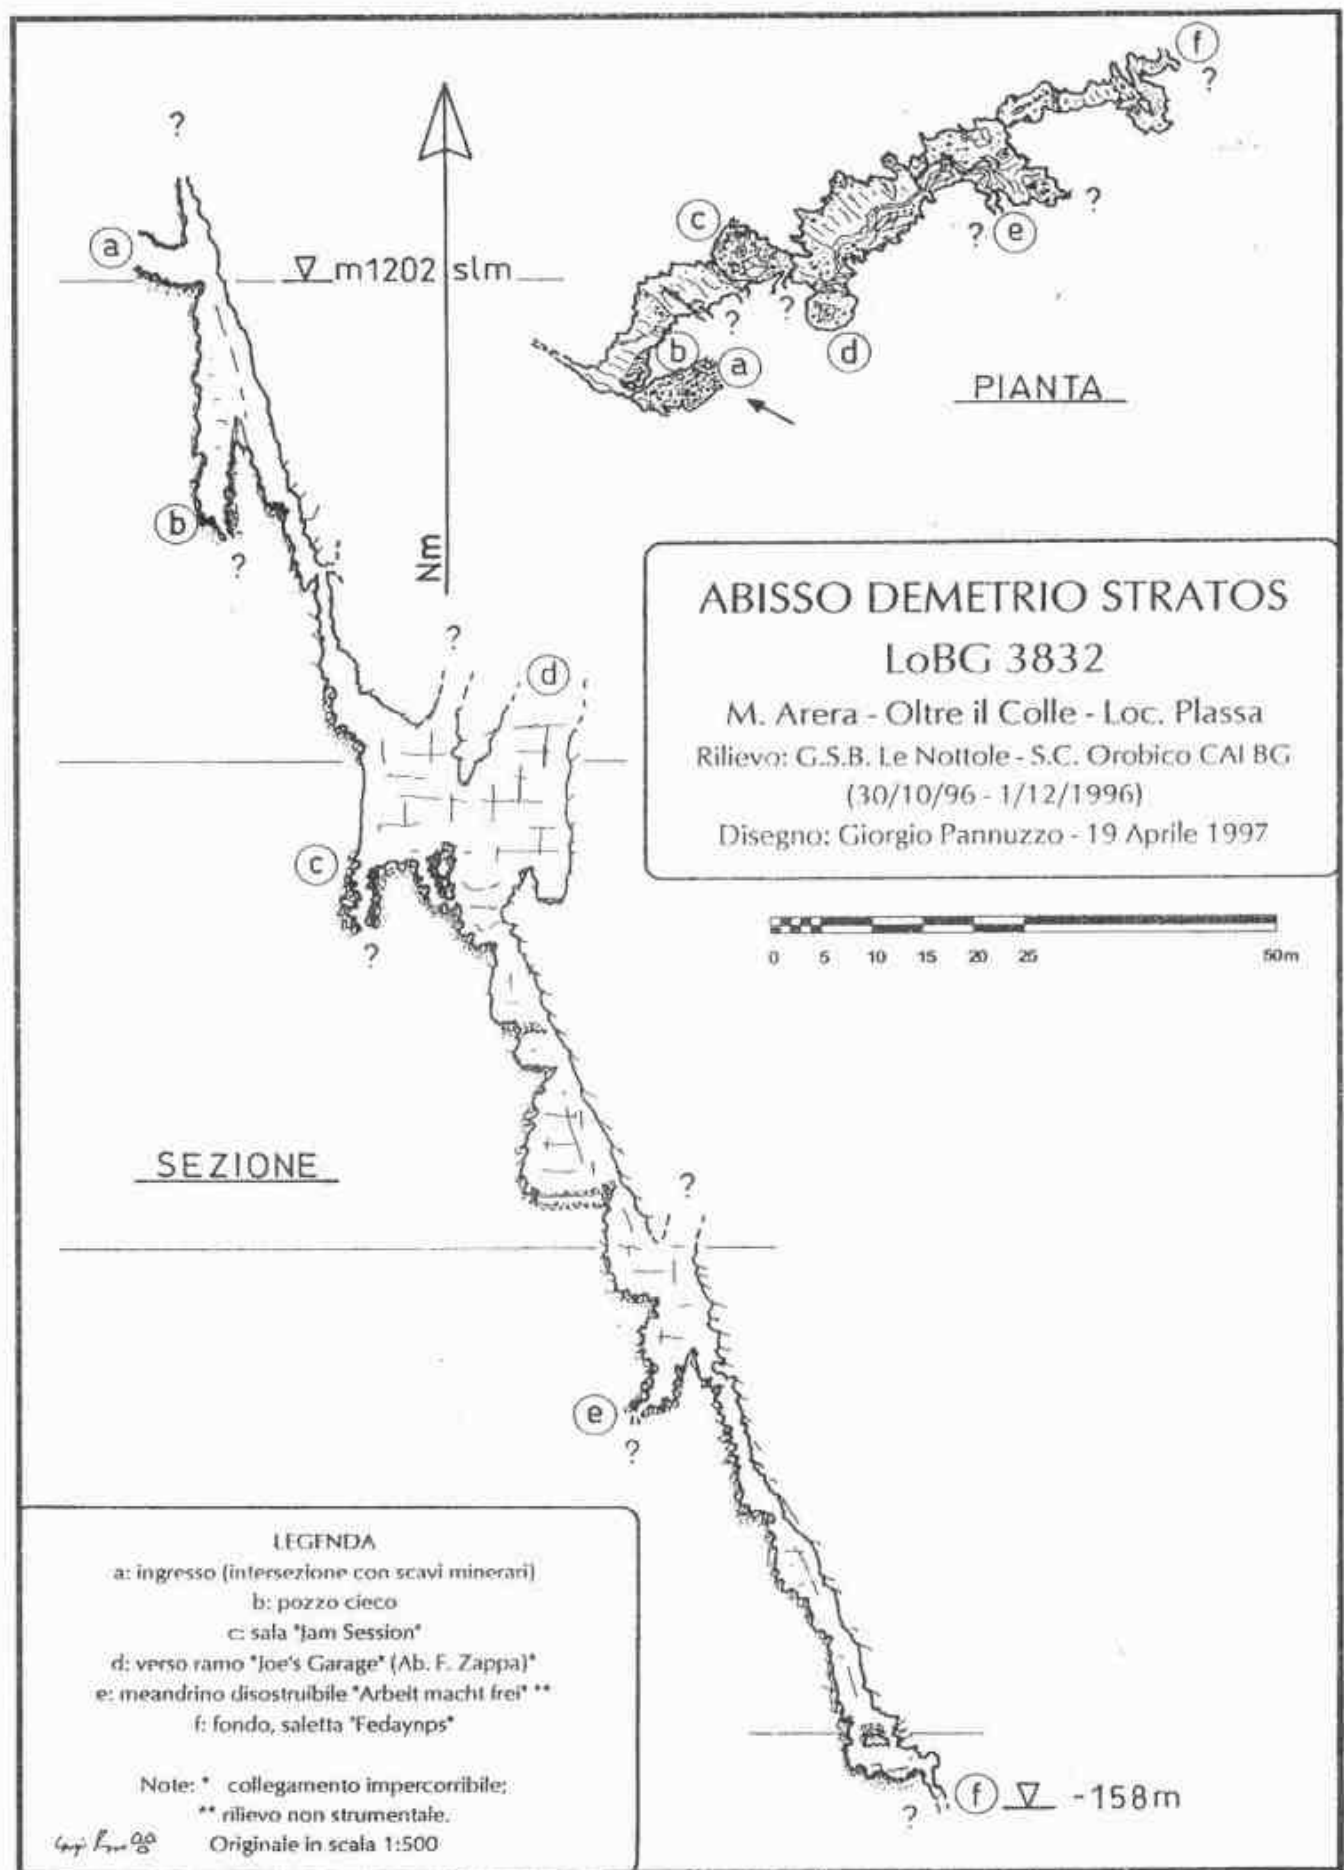 ?
f
?
a
m1202 slm
c
e
?
?
?
?
b
a
d
PIANTA
b
?
Nm
ABISSO DEMETRIO STRATOS
LoBG 3832
M. Arera - Oltre il Colle - Loc. Plassa
Rilievo: G.S.B. Le Nottole - S.C. Orobico CAI BG
(30/10/96 - 1/12/1996)
Disegno: Giorgio Pannuzzo - 19 Aprile 1997
?
d
c
?
0 5 10 15 20 25 50m
SEZIONE
?
e
?
LEGENDA
a: ingresso (intersezione con scavi minerari)
b: pozzo cieco
c: sala "Jam Session"
d: verso ramo "Joe's Garage" (Ab. F. Zappa)*
e: meandrino disostruibile "Arbeit macht frei" **
f: fondo, saletta "Fedaynps"
Note: * collegamento impercorribile;
** rilievo non strumentale.
Originale in scala 1:500
f -158m
?